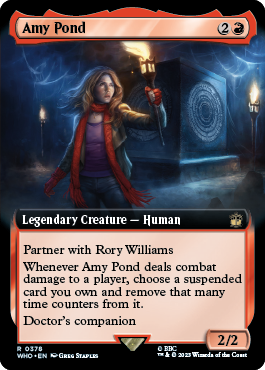 Amy Pond 2
Legendary Creature — Human
Partner with Rory Williams
Whenever Amy Pond deals combat
damage to a player, choose a suspended
card you own and remove that many
time counters from it.
Doctor's companion
2/2
R 0376
WHO • EN GREG STAPLES
© BBC
™ & © 2023 Wizards of the Coast